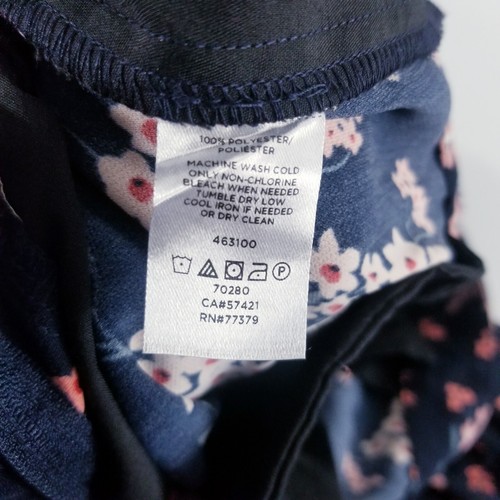 100% POLYESTER/
POLIESTER
MACHINE WASH COLD
ONLY NON-CHLORINE
BLEACH WHEN NEEDED
TUMBLE DRY LOW
COOL IRON IF NEEDED
OR DRY CLEAN
463100
P
70280
CA#57421
RN#77379